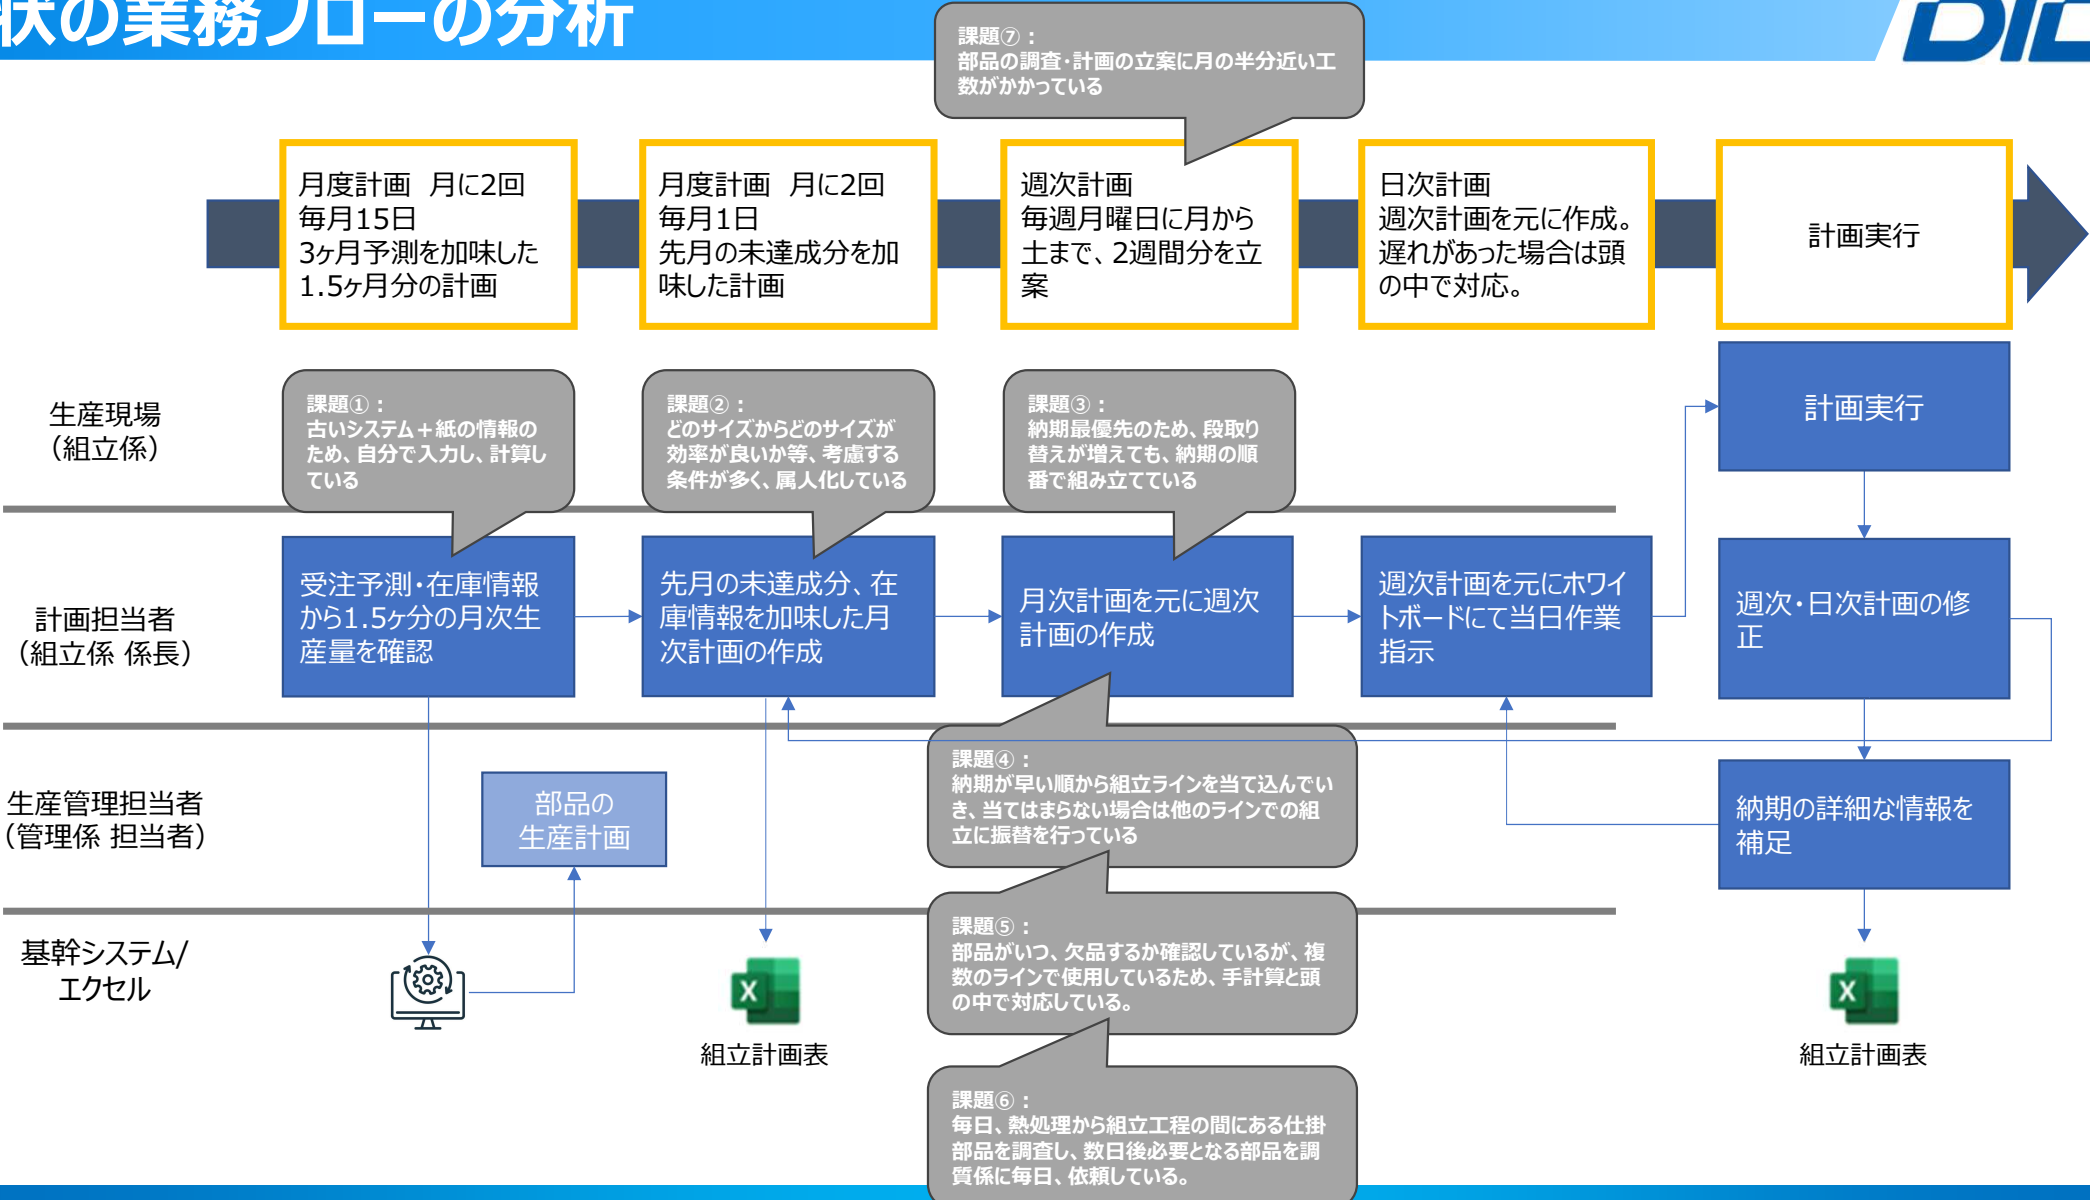 状の業務フローの分析
課題⑦：
部品の調査・計画の立案に月の半分近い工
数がかかっている
月度計画　月に2回
毎月15日
3ヶ月予測を加味した
1.5ヶ月分の計画
月度計画　月に2回
毎月1日
先月の未達成分を加
味した計画
週次計画
毎週月曜日に月から
土まで、2週間分を立
案
日次計画
週次計画を元に作成。
遅れがあった場合は頭
の中で対応。
計画実行
生産現場
（組立係）
課題①：
古いシステム＋紙の情報の
ため、自分で入力し、計算し
ている
課題②：
どのサイズからどのサイズが
効率が良いか等、考慮する
条件が多く、属人化している
課題③：
納期最優先のため、段取り
替えが増えても、納期の順
番で組み立てている
計画実行
計画担当者
（組立係 係長）
受注予測・在庫情報
から1.5ヶ分の月次生
産量を確認
先月の未達成分、在
庫情報を加味した月
次計画の作成
月次計画を元に週次
計画の作成
週次計画を元にホワイ
トボードにて当日作業
指示
週次・日次計画の修
正
生産管理担当者
（管理係 担当者）
部品の
生産計画
課題④：
納期が早い順から組立ラインを当て込んでい
き、当てはまらない場合は他のラインでの組
立に振替を行っている
納期の詳細な情報を
補足
基幹システム/
エクセル
組立計画表
課題⑤：
部品がいつ、欠品するか確認しているが、複
数のラインで使用しているため、手計算と頭
の中で対応している。
組立計画表
課題⑥：
毎日、熱処理から組立工程の間にある仕掛
部品を調査し、数日後必要となる部品を調
質係に毎日、依頼している。